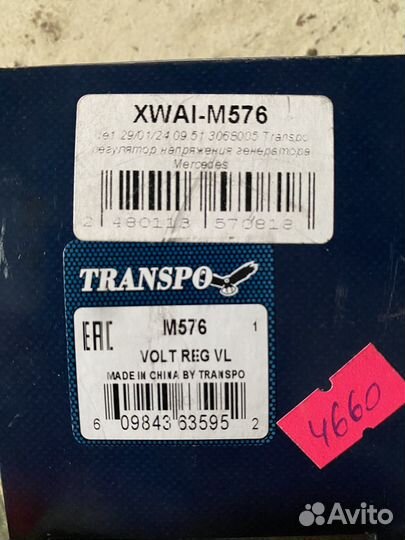 XWAI-M576
29/01/24 09:51 3068005 Transpo
регулятор напряжения генератора
Mercedes
2 480113 570818
TRANSPO
EAC
M576 1
VOLT REG VL
MADE IN CHINA BY TRANSPO
6 09843 63595 2
4660
Avito